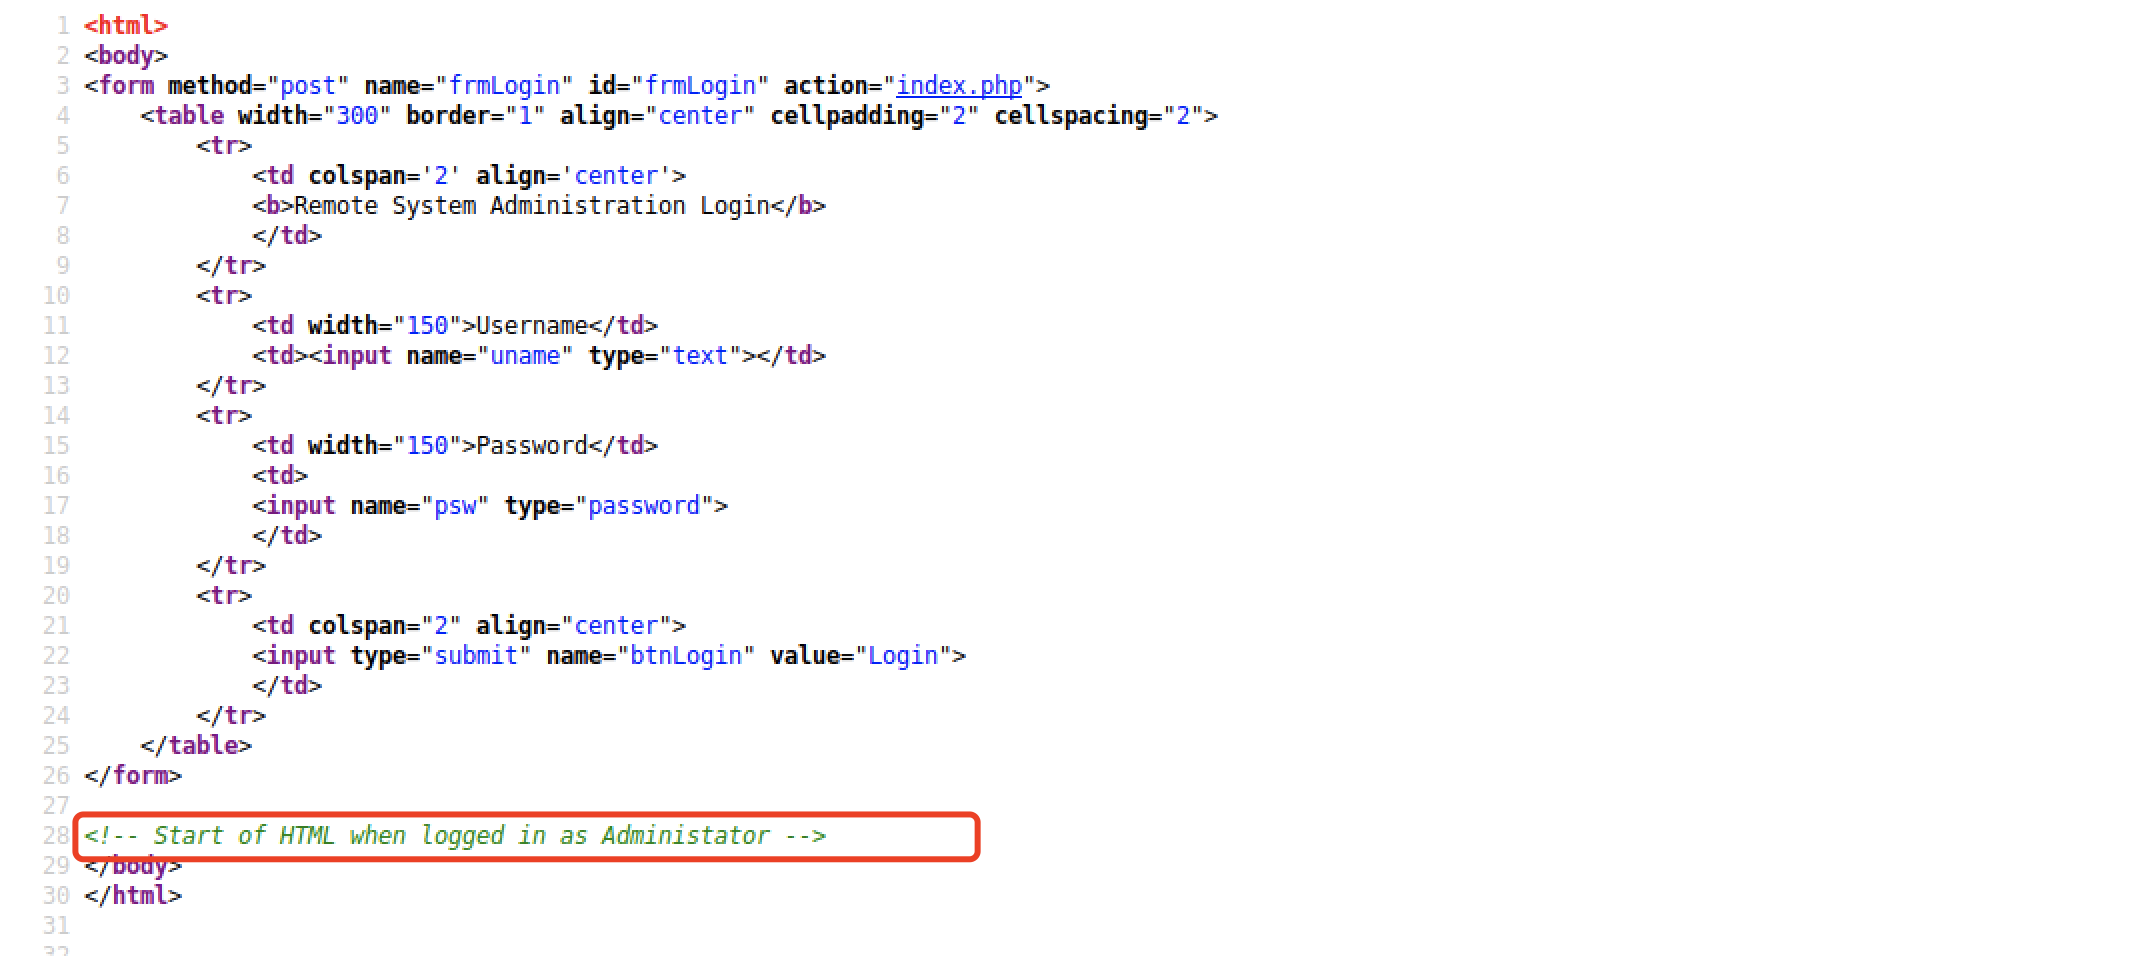 1 <html>
2 <body>
3 <form method="post" name="frmLogin" id="frmLogin" action="index.php">
4     <table width="300" border="1" align="center" cellpadding="2" cellspacing="2">
5         <tr>
6             <td colspan='2' align='center'>
7             <b>Remote System Administration Login</b>
8             </td>
9         </tr>
10         <tr>
11             <td width="150">Username</td>
12             <td><input name="uname" type="text"></td>
13         </tr>
14         <tr>
15             <td width="150">Password</td>
16             <td>
17             <input name="psw" type="password">
18             </td>
19         </tr>
20         <tr>
21             <td colspan="2" align="center">
22             <input type="submit" name="btnLogin" value="Login">
23             </td>
24         </tr>
25     </table>
26 </form>
27
28 <!-- Start of HTML when logged in as Administator -->
29 </body>
30 </html>
31
32